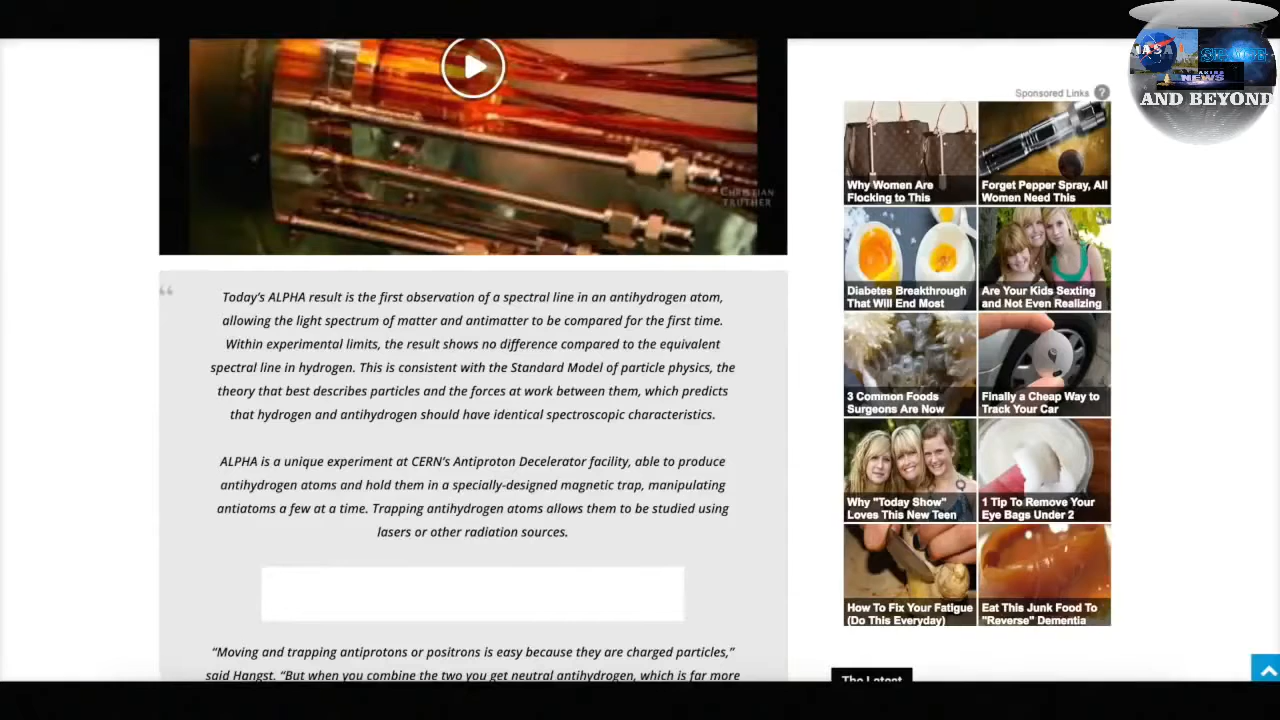 NASA
NEWS
AND BEYOND
CHRISTIAN
TRUTHER
Sponsored Links ?
Why Women Are
Flocking to This
Forget Pepper Spray, All
Women Need This
Diabetes Breakthrough
That Will End Most
Are Your Kids Sexting
and Not Even Realizing
3 Common Foods
Surgeons Are Now
Finally a Cheap Way to
Track Your Car
Why "Today Show"
Loves This New Teen
1 Tip To Remove Your
Eye Bags Under 2
How To Fix Your Fatigue
(Do This Everyday)
Eat This Junk Food To
"Reverse" Dementia
Today's ALPHA result is the first observation of a spectral line in an antihydrogen atom,
allowing the light spectrum of matter and antimatter to be compared for the first time.
Within experimental limits, the result shows no difference compared to the equivalent
spectral line in hydrogen. This is consistent with the Standard Model of particle physics, the
theory that best describes particles and the forces at work between them, which predicts
that hydrogen and antihydrogen should have identical spectroscopic characteristics.
ALPHA is a unique experiment at CERN's Antiproton Decelerator facility, able to produce
antihydrogen atoms and hold them in a specially-designed magnetic trap, manipulating
antiatoms a few at a time. Trapping antihydrogen atoms allows them to be studied using
lasers or other radiation sources.
“Moving and trapping antiprotons or positrons is easy because they are charged particles,”
said Hangst. “But when you combine the two you get neutral antihydrogen, which is far more
The Latest